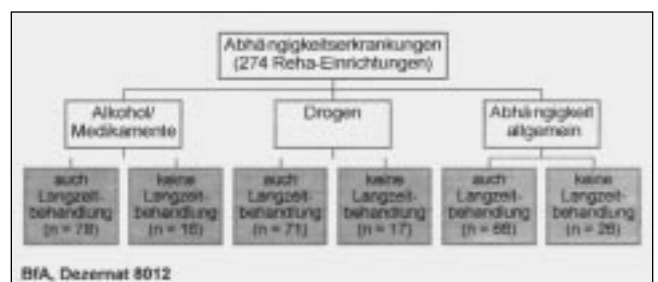 Abhängigkeitserkrankungen
(274 Reha-Einrichtungen)
Alkohol/
Medikamente
Drogen
Abhängigkeit
allgemein
auch
Langzeit-
behandlung
(n = 78)
keine
Langzeit-
behandlung
(n = 16)
auch
Langzeit-
behandlung
(n = 71)
keine
Langzeit-
behandlung
(n = 17)
auch
Langzeit-
behandlung
(n = 66)
keine
Langzeit-
behandlung
(n = 26)
BfA, Dezernat 8012